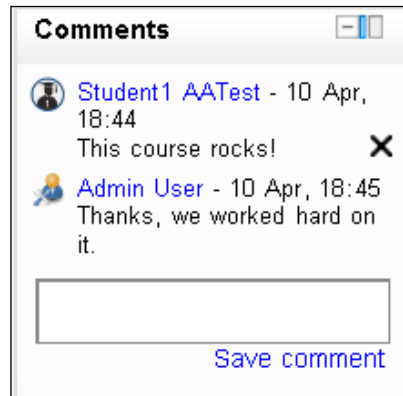 Comments
Student1 AATest - 10 Apr,
18:44
This course rocks!
Admin User - 10 Apr, 18:45
Thanks, we worked hard on
it.
Save comment